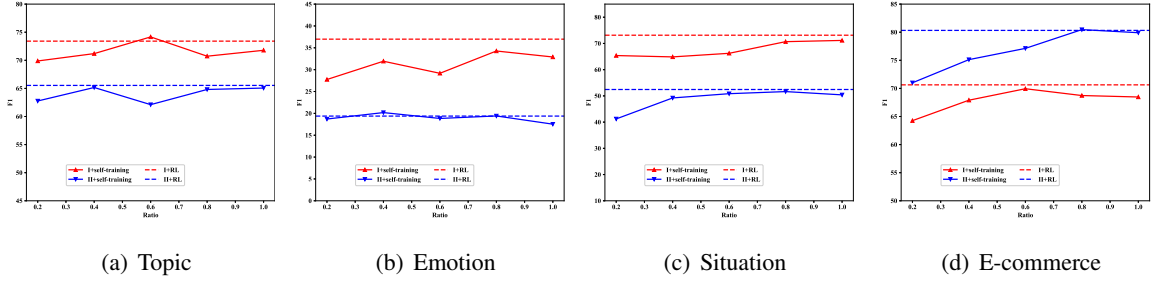 80
75
70
65
60
55
50
45
F1
0.2 0.3 0.4 0.5 0.6 0.7 0.8 0.9 1.0
Ratio
I+self-training
II+self-training
I+RL
II+RL
(a) Topic
45
40
35
30
25
20
15
10
5
0
F1
0.2 0.3 0.4 0.5 0.6 0.7 0.8 0.9 1.0
Ratio
I+self-training
II+self-training
I+RL
II+RL
(b) Emotion
80
70
60
50
40
30
20
10
F1
0.2 0.3 0.4 0.5 0.6 0.7 0.8 0.9 1.0
Ratio
I+self-training
II+self-training
I+RL
II+RL
(c) Situation
85
80
75
70
65
60
55
50
F1
0.2 0.3 0.4 0.5 0.6 0.7 0.8 0.9 1.0
Ratio
I+self-training
II+self-training
I+RL
II+RL
(d) E-commerce